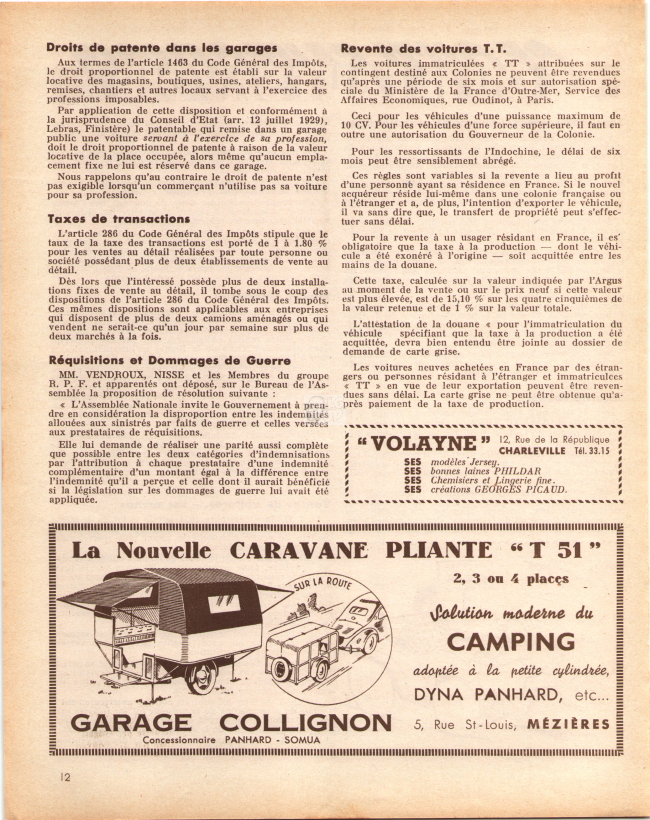 Droits de patente dans les garages
Aux termes de l'article 1463 du Code Général des Impôts,
le droit proportionnel de patente est établi sur la valeur
locative des magasins, boutiques, usines, ateliers, hangars,
remises, chantiers et autres locaux servant à l'exercice des
professions imposables.
Par application de cette disposition et conformément à
la jurisprudence du Conseil d'Etat (arr. 12 juillet 1929),
Lebras, Finistère) le patentable qui remise dans un garage
public une voiture servant à l'exercice de sa profession,
doit le droit proportionnel de patente à raison de la valeur
locative de la place occupée, alors même qu'aucun empla-
cement fixe ne lui est réservé dans ce garage.
Nous rappelons qu'au contraire le droit de patente n'est
pas exigible lorsqu'un commerçant n'utilise pas sa voiture
pour sa profession.
Taxes de transactions
L'article 286 du Code Général des Impôts stipule que le
taux de la taxe des transactions est porté de 1 à 1.80 %
pour les ventes au détail réalisées par toute personne ou
société possédant plus de deux établissements de vente au
détail.
Dès lors que l'intéressé possède plus de deux installa-
tions fixes de vente au détail, il tombe sous le coup des
dispositions de l'article 286 du Code Général des Impôts.
Ces mêmes dispositions sont applicables aux entreprises
qui disposent de plus de deux camions aménagés ou qui
vendent ne serait-ce qu'un jour par semaine sur plus de
deux marchés à la fois.
Réquisitions et Dommages de Guerre
MM. VENDROUX, NISSE et les Membres du groupe
R. P. F. et apparentés ont déposé, sur le Bureau de l'As-
semblée la proposition de résolution suivante :
« L'Assemblée Nationale invite le Gouvernement à pren-
dre en considération la disproportion entre les indemnités
allouées aux sinistrés par faits de guerre et celles versées
aux prestataires de réquisitions.
Elle lui demande de réaliser une parité aussi complète
que possible entre les deux catégories d'indemnisations
par l'attribution à chaque prestataire d'une indemnité
complémentaire d'un montant égal à la différence entre
l'indemnité qu'il a perçue et celle dont il aurait bénéficié
si la législation sur les dommages de guerre lui avait été
appliquée.
Revente des voitures T.T.
Les voitures immatriculées « TT » attribuées sur le
contingent destiné aux Colonies ne peuvent être revendues
qu'après une période de six mois et sur autorisation spé-
ciale du Ministère de la France d'Outre-Mer, Service des
Affaires Economiques, rue Oudinot, à Paris.
Ceci pour les véhicules d'une puissance maximum de
10 CV. Pour les véhicules d'une force supérieure, il faut en
outre une autorisation du Gouverneur de la Colonie.
Pour les ressortissants de l'Indochine, le délai de six
mois peut être sensiblement abrégé.
Ces règles sont variables si la revente a lieu au profit
d'une personne ayant sa résidence en France. Si le nouvel
acquéreur réside lui-même dans une colonie française ou
à l'étranger et a, de plus, l'intention d'exporter le véhicule,
il va sans dire que, le transfert de propriété peut s'effec-
tuer sans délai.
Pour la revente à un usager résidant en France, il es'
obligatoire que la taxe à la production — dont le véhi-
cule a été exonéré à l'origine — soit acquittée entre les
mains de la douane.
Cette taxe, calculée sur la valeur indiquée par l'Argus
au moment de la vente ou sur le prix neuf si cette valeur
est plus élevée, est de 15,10 % sur les quatre cinquièmes de
la valeur retenue et de 1 % sur la valeur totale.
L'attestation de la douane « pour l'immatriculation du
véhicule spécifiant que la taxe à la production a été
acquittée, devra bien entendu être jointe au dossier de
demande de carte grise.
Les voitures neuves achetées en France par des étran-
gers ou personnes résidant à l'étranger et immatriculees
« TT » en vue de leur exportation peuvent être reven-
dues sans délai. La carte grise ne peut être obtenue qu'a-
près paiement de la taxe de production.
"VOLAYNE" 12, Rue de la République
CHARLEVILLE Tél. 33.15
SES modèles Jersey.
SES bonnes laines PHILDAR
SES Chemisiers et Lingerie fine.
SES créations GEORGES PICAUD.
La Nouvelle CARAVANE PLIANTE "T 51"
SUR LA ROUTE
2, 3 ou 4 places
Solution moderne du
CAMPING
adoptée à la petite cylindrée,
DYNA PANHARD, etc...
GARAGE COLLIGNON
Concessionnaire PANHARD - SOMUA
5, Rue St-Louis, MÉZIÈRES
12